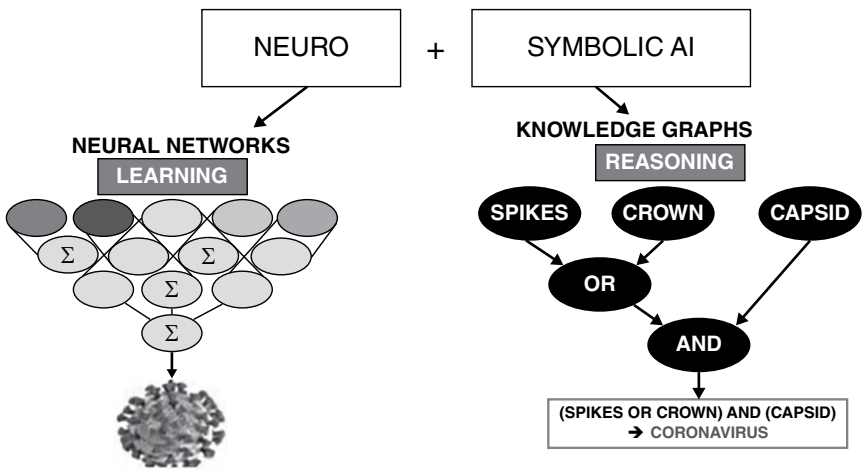 NEURO + SYMBOLIC AI
NEURAL NETWORKS
LEARNING
Σ Σ
Σ
Σ
KNOWLEDGE GRAPHS
REASONING
SPIKES CROWN CAPSID
OR
AND
(SPIKES OR CROWN) AND (CAPSID)
➔ CORONAVIRUS